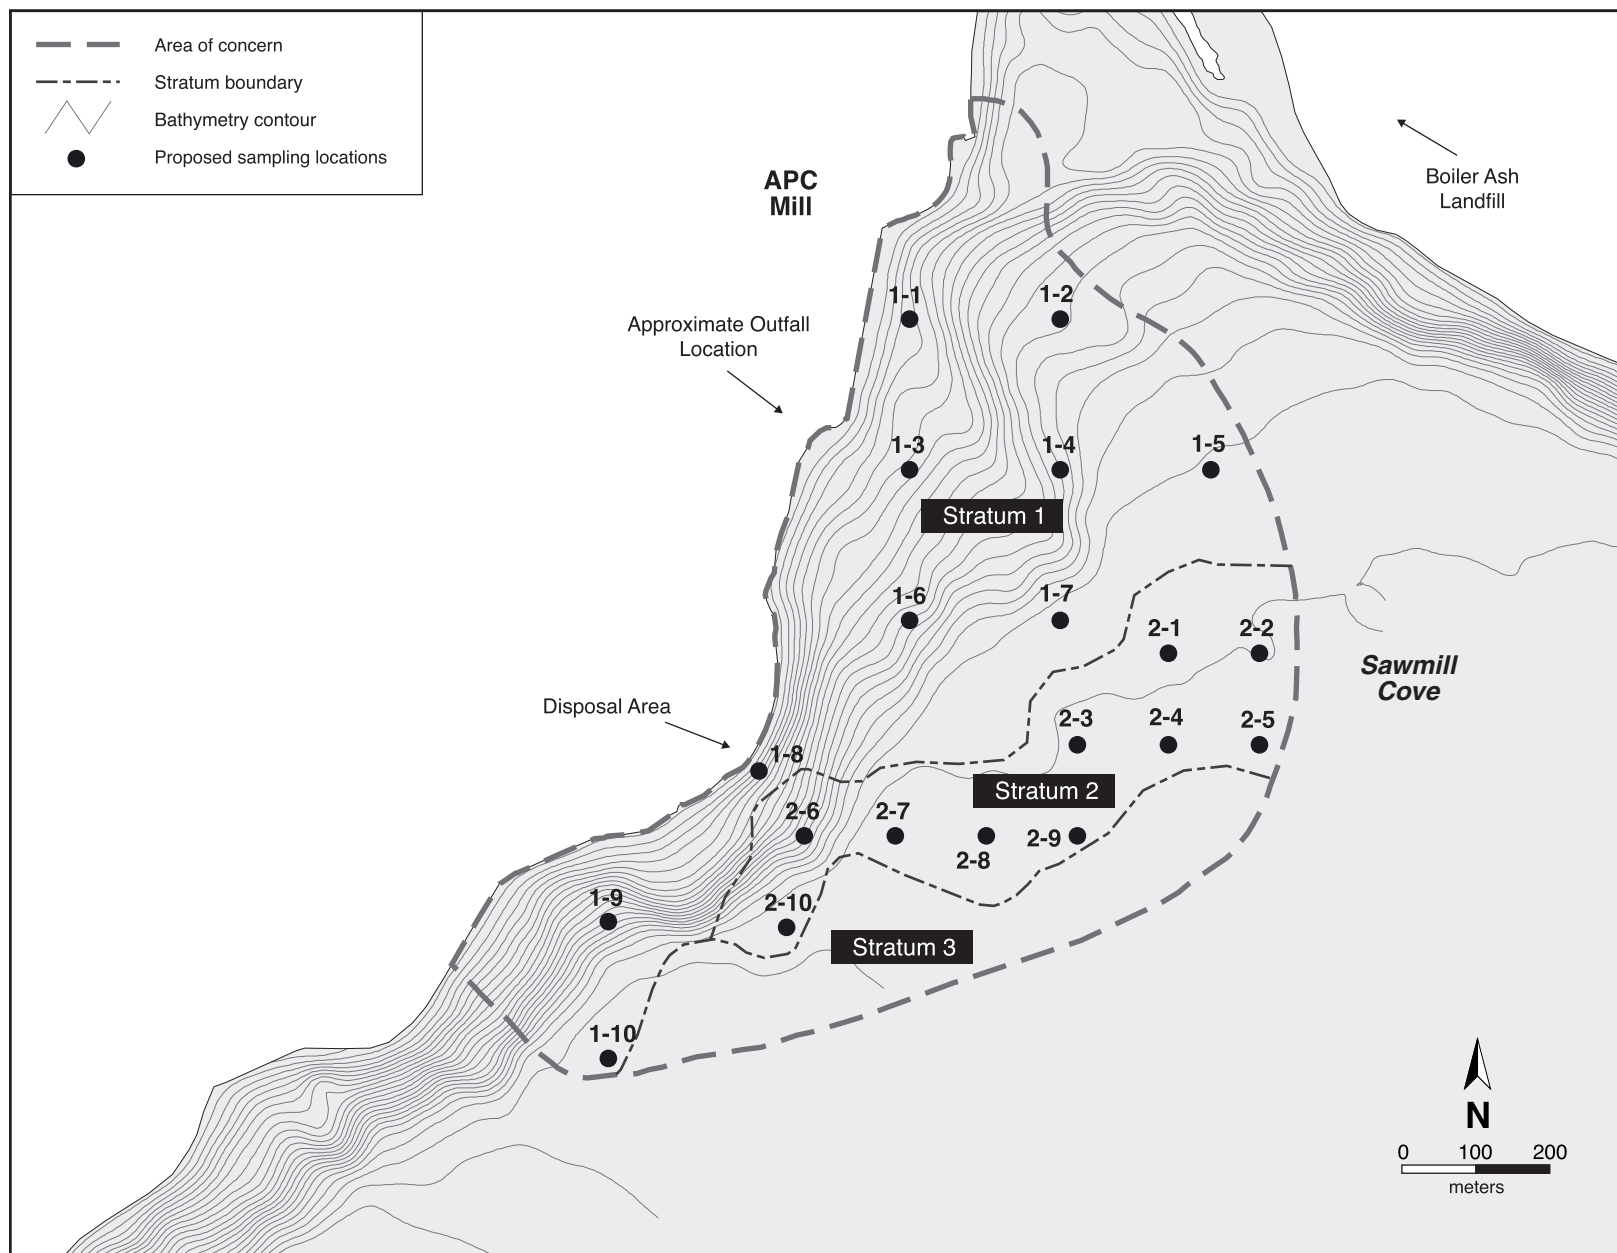 Area of concern
Stratum boundary
Bathymetry contour
Proposed sampling locations
APC
Mill
Boiler Ash
Landfill
1-1
1-2
Approximate Outfall
Location
1-3
1-4
1-5
Stratum 1
1-6
1-7
2-1
2-2
Sawmill
Cove
Disposal Area
2-3
2-4
2-5
1-8
Stratum 2
2-6
2-7
2-8
2-9
1-9
2-10
Stratum 3
1-10
N
0 100 200
meters